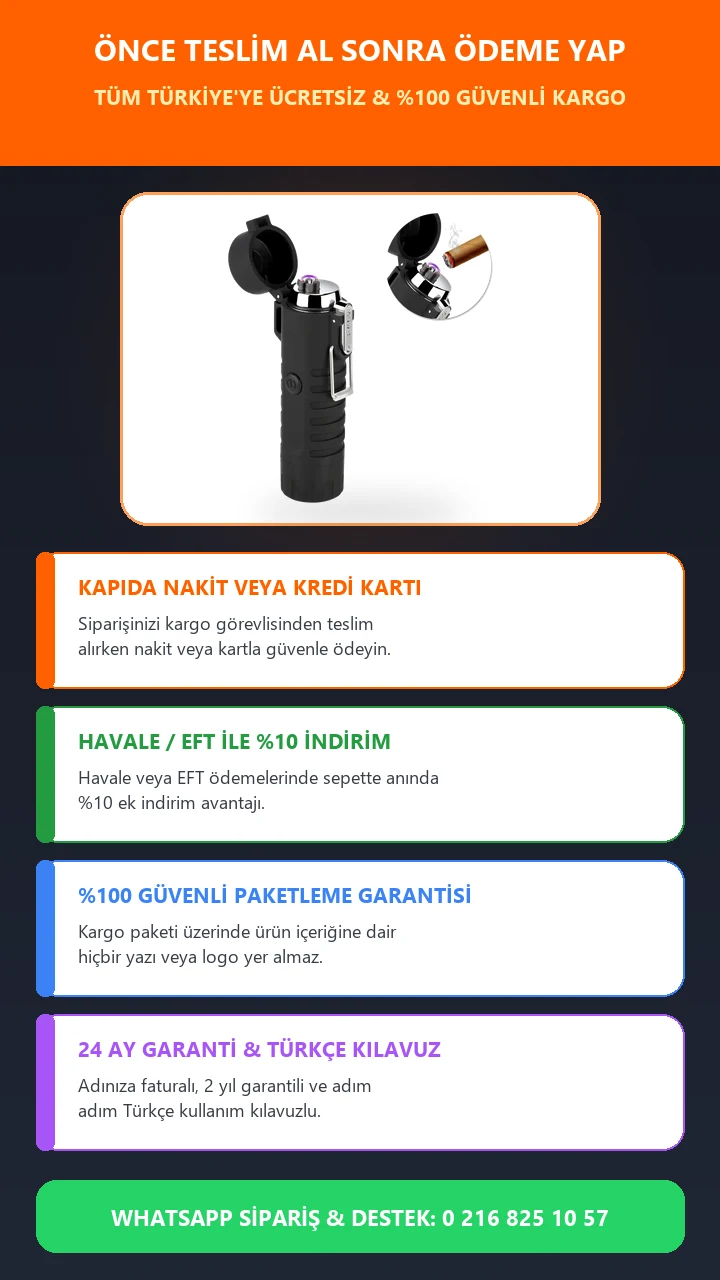 ÖNCE TESLİM AL SONRA ÖDEME YAP
TÜM TÜRKİYE'YE ÜCRETSİZ & %100 GÜVENLİ KARGO
KAPIDA NAKİT VEYA KREDİ KARTI
Siparişinizi kargo görevlisinden teslim
alırken nakit veya kartla güvenle ödeyin.
HAVALE / EFT İLE %10 İNDİRİM
Havale veya EFT ödemelerinde sepette anında
%10 ek indirim avantajı.
%100 GÜVENLİ PAKETLEME GARANTİSİ
Kargo paketi üzerinde ürün içeriğine dair
hiçbir yazı veya logo yer almaz.
24 AY GARANTİ & TÜRKÇE KILAVUZ
Adınıza faturalı, 2 yıl garantili ve adım
adım Türkçe kullanım kılavuzlu.
WHATSAPP SİPARİŞ & DESTEK: 0 216 825 10 57